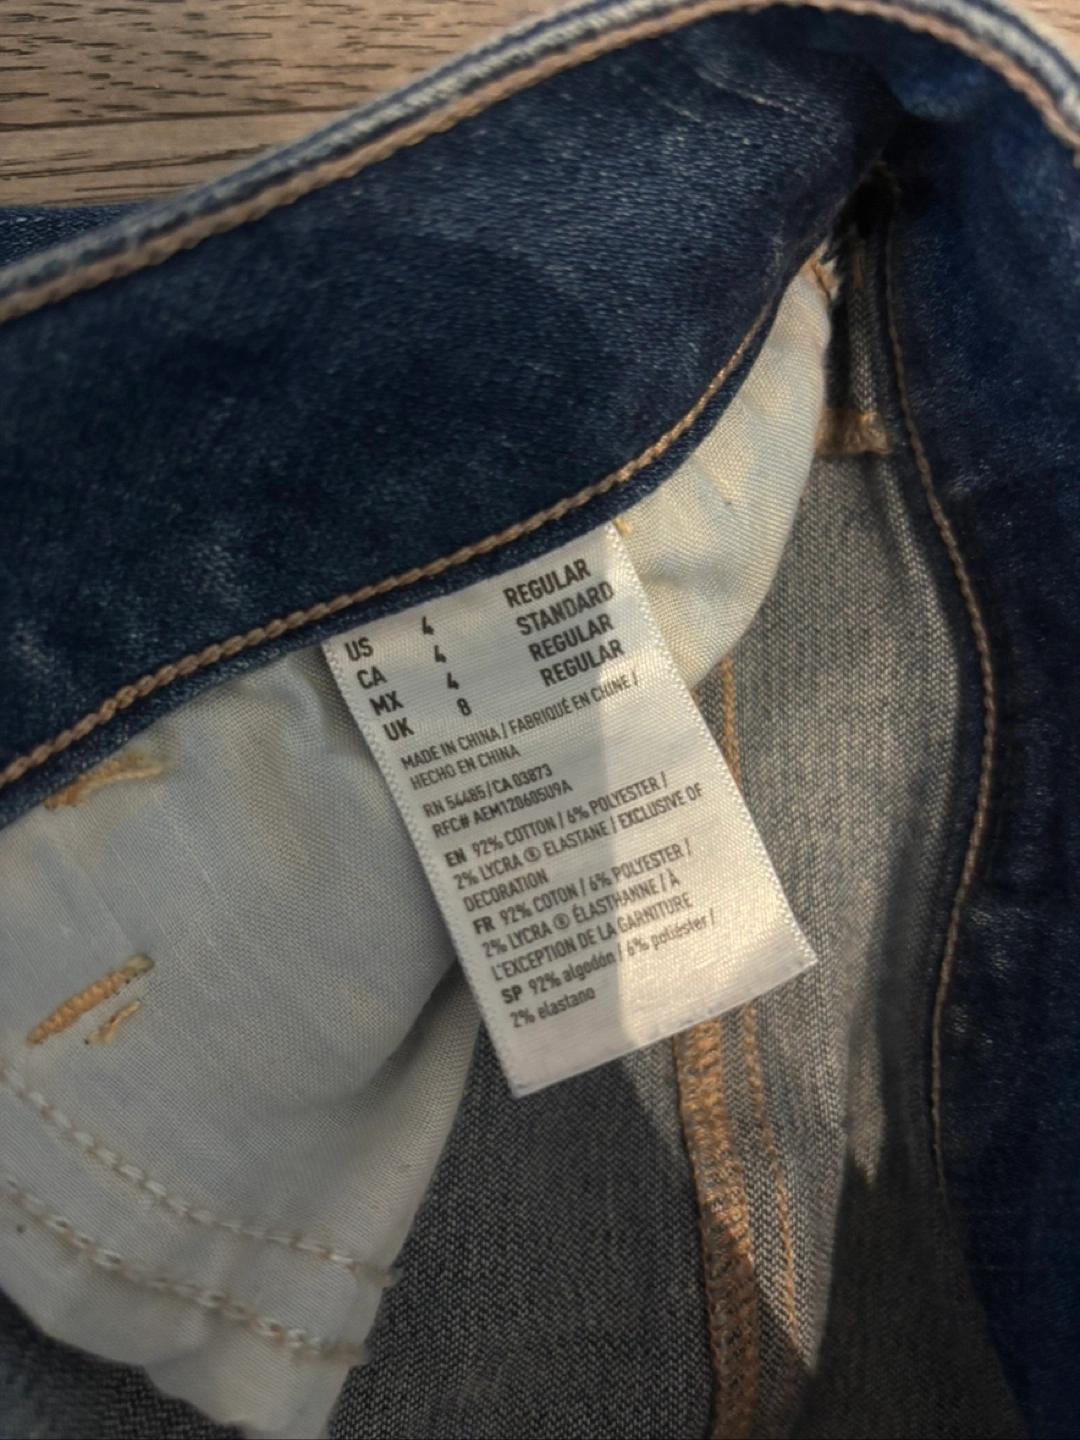 US 4 REGULAR
CA 4 STANDARD
MX 4 REGULAR
UK 8 REGULAR
MADE IN CHINA / FABRIQUÉ EN CHINE /
HECHO EN CHINA
RN 54485 / CA 03873
RFC# AEM120605U9A
EN 92% COTTON / 6% POLYESTER /
2% LYCRA ® ELASTANE / EXCLUSIVE OF
DECORATION
FR 92% COTON / 6% POLYESTER /
2% LYCRA ® ÉLASTHANNE / À
L'EXCEPTION DE LA GARNITURE
SP 92% algodón / 6% poliéster /
2% elastano